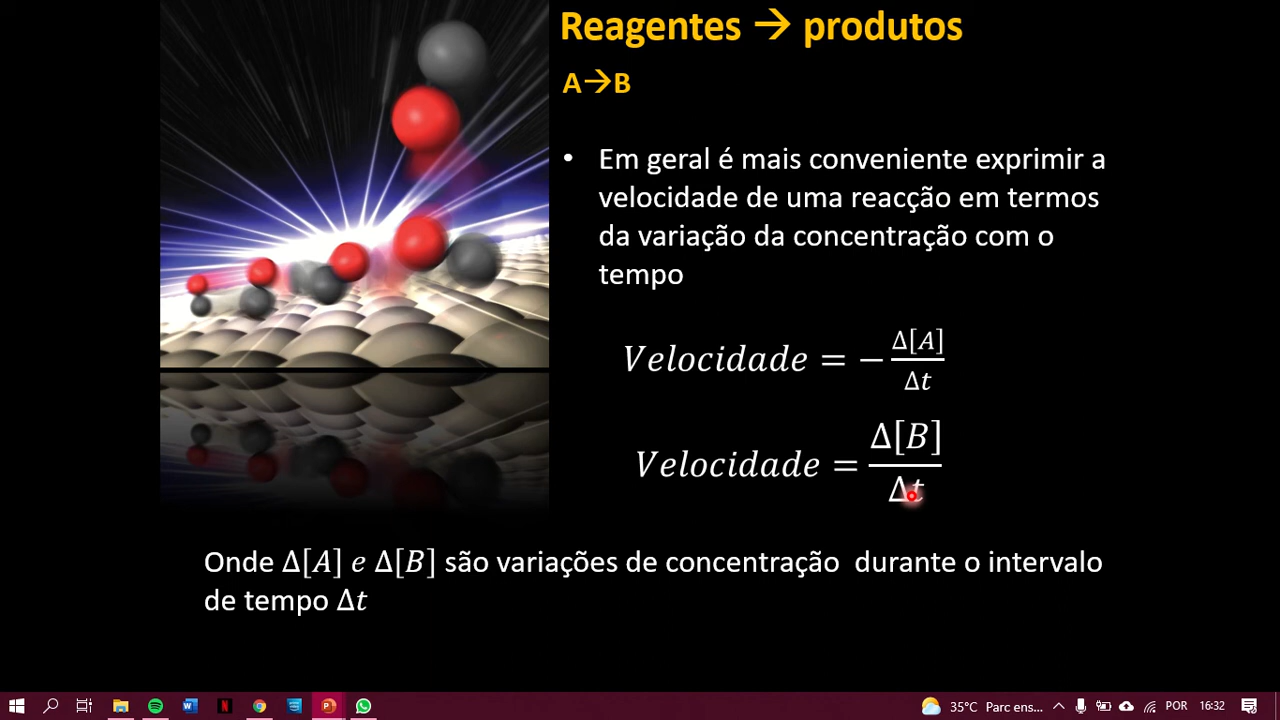 Reagentes → produtos
A→B
• Em geral é mais conveniente exprimir a
velocidade de uma reacção em termos
da variação da concentração com o
tempo
Velocidade = − Δ[A] / Δt
Velocidade = Δ[B] / Δt
Onde Δ[A] e Δ[B] são variações de concentração durante o intervalo
de tempo Δt
35°C Parc ens... POR 16:32